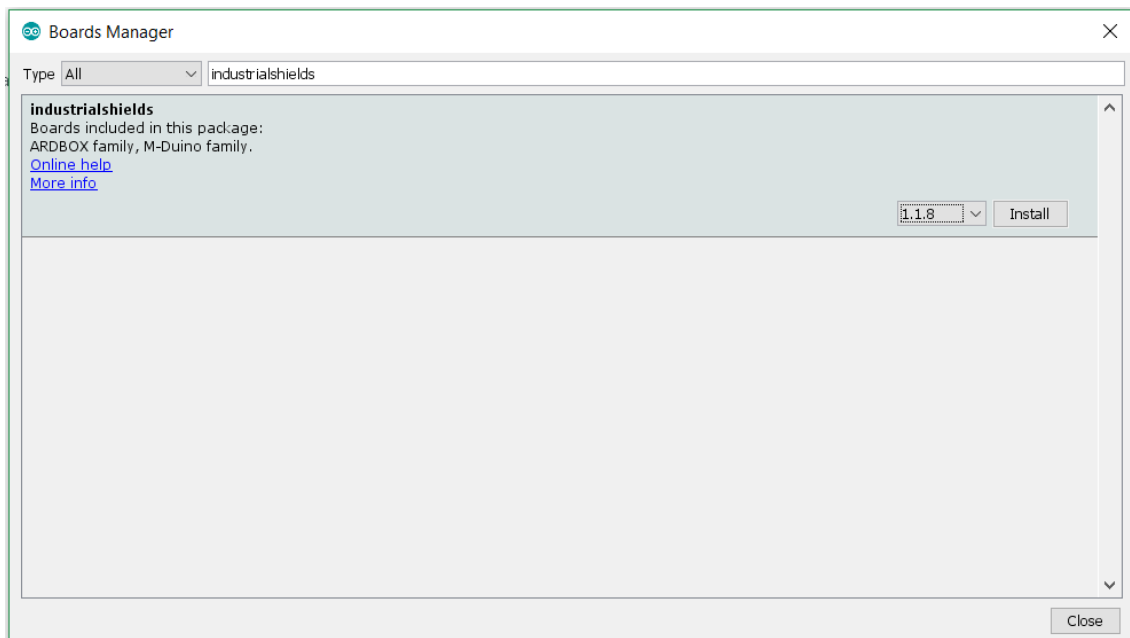 Boards Manager
Type All industrialshields
industrialshields
Boards included in this package:
ARDBOX family, M-Duino family.
Online help
More info
1.1.8 Install
Close